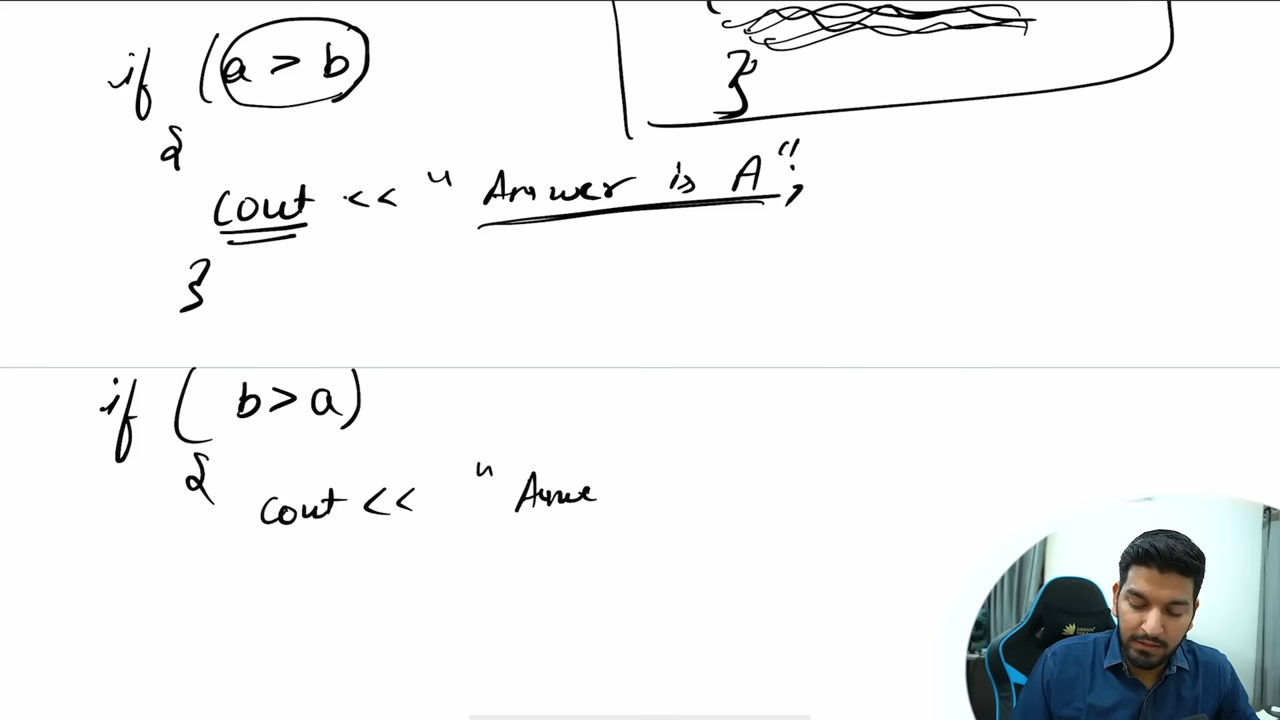 }
if (a > b)
{
cout << "Answer is A";
}
if ( b>a)
{
cout << " Answe